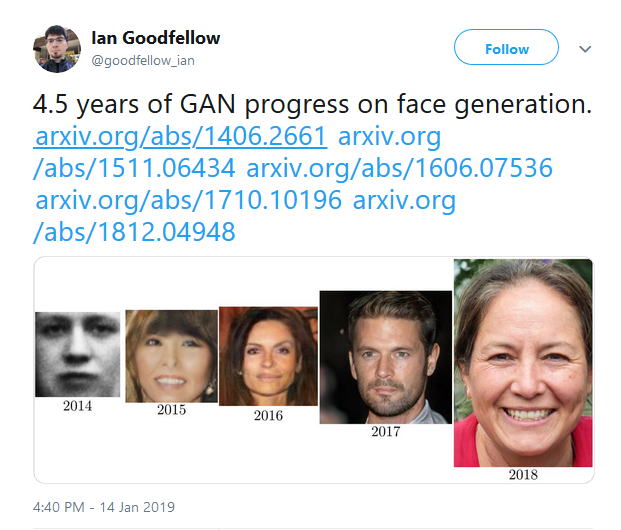 Ian Goodfellow
@goodfellow_ian
Follow
4.5 years of GAN progress on face generation.
arxiv.org/abs/1406.2661 arxiv.org
/abs/1511.06434 arxiv.org/abs/1606.07536
arxiv.org/abs/1710.10196 arxiv.org
/abs/1812.04948
2014
2015
2016
2017
2018
4:40 PM - 14 Jan 2019